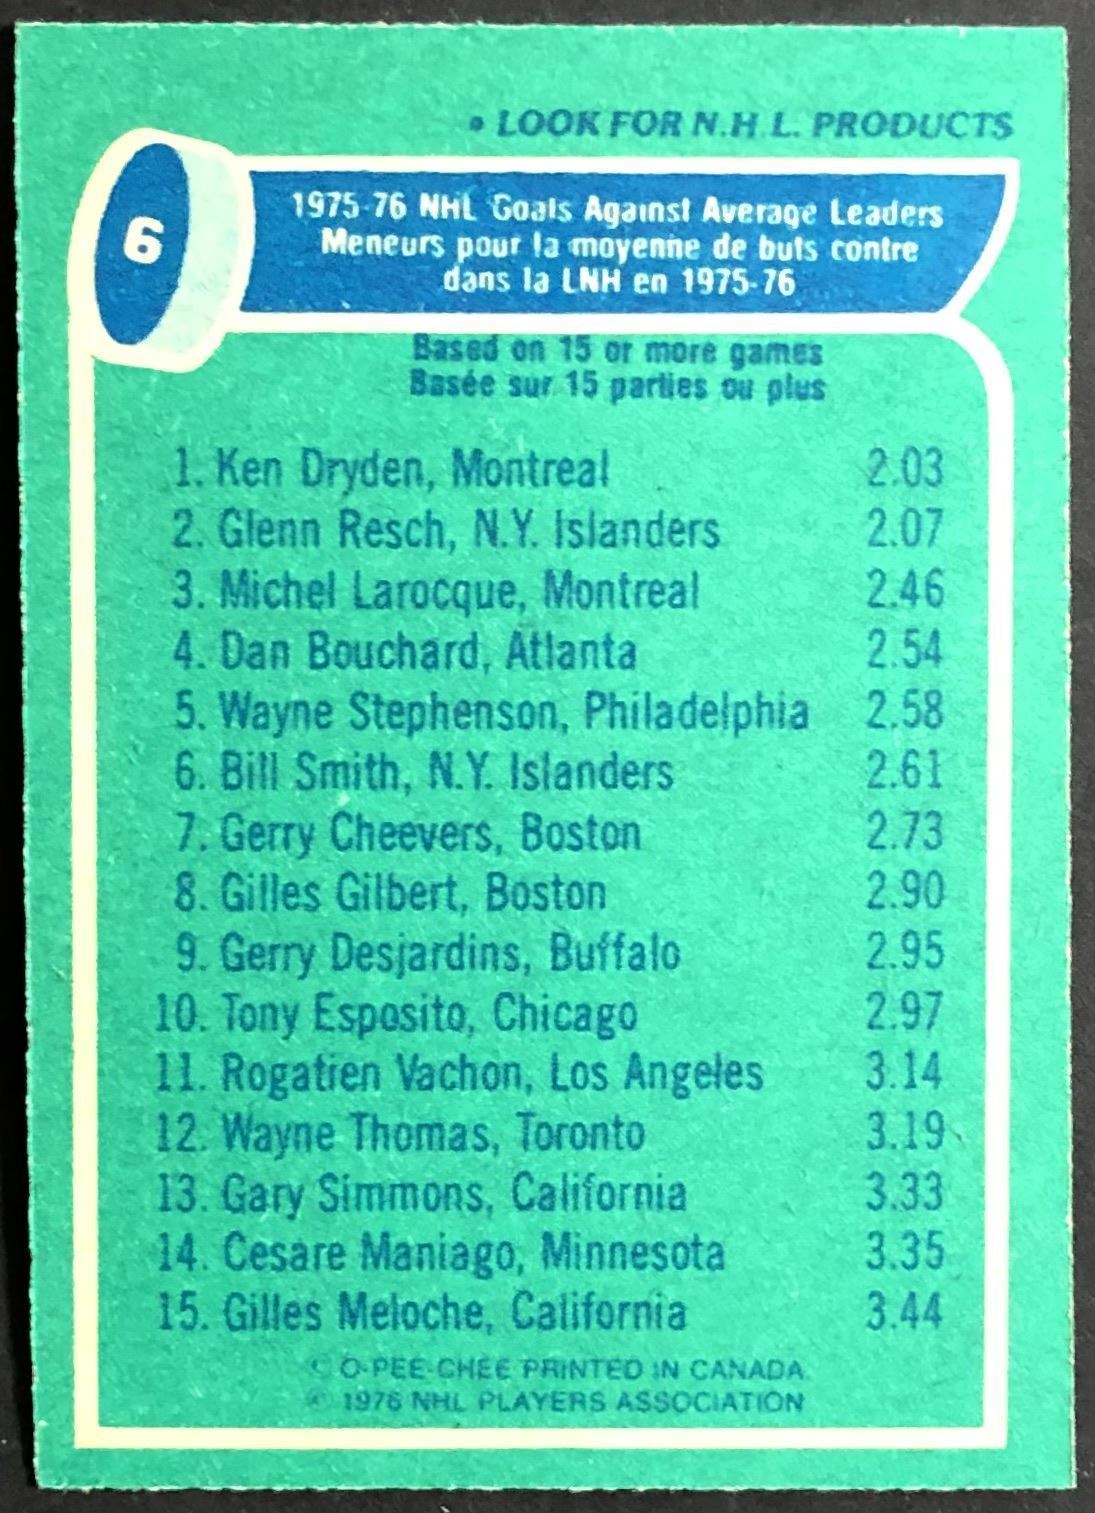 • LOOK FOR N.H.L. PRODUCTS
6
1975-76 NHL Goals Against Average Leaders
Meneurs pour la moyenne de buts contre
dans la LNH en 1975-76
Based on 15 or more games
Basée sur 15 parties ou plus
1. Ken Dryden, Montreal 2.03
2. Glenn Resch, N.Y. Islanders 2.07
3. Michel Larocque, Montreal 2.46
4. Dan Bouchard, Atlanta 2.54
5. Wayne Stephenson, Philadelphia 2.58
6. Bill Smith, N.Y. Islanders 2.61
7. Gerry Cheevers, Boston 2.73
8. Gilles Gilbert, Boston 2.90
9. Gerry Desjardins, Buffalo 2.95
10. Tony Esposito, Chicago 2.97
11. Rogatien Vachon, Los Angeles 3.14
12. Wayne Thomas, Toronto 3.19
13. Gary Simmons, California 3.33
14. Cesare Maniago, Minnesota 3.35
15. Gilles Meloche, California 3.44
© O-PEE-CHEE PRINTED IN CANADA
© 1976 NHL PLAYERS ASSOCIATION